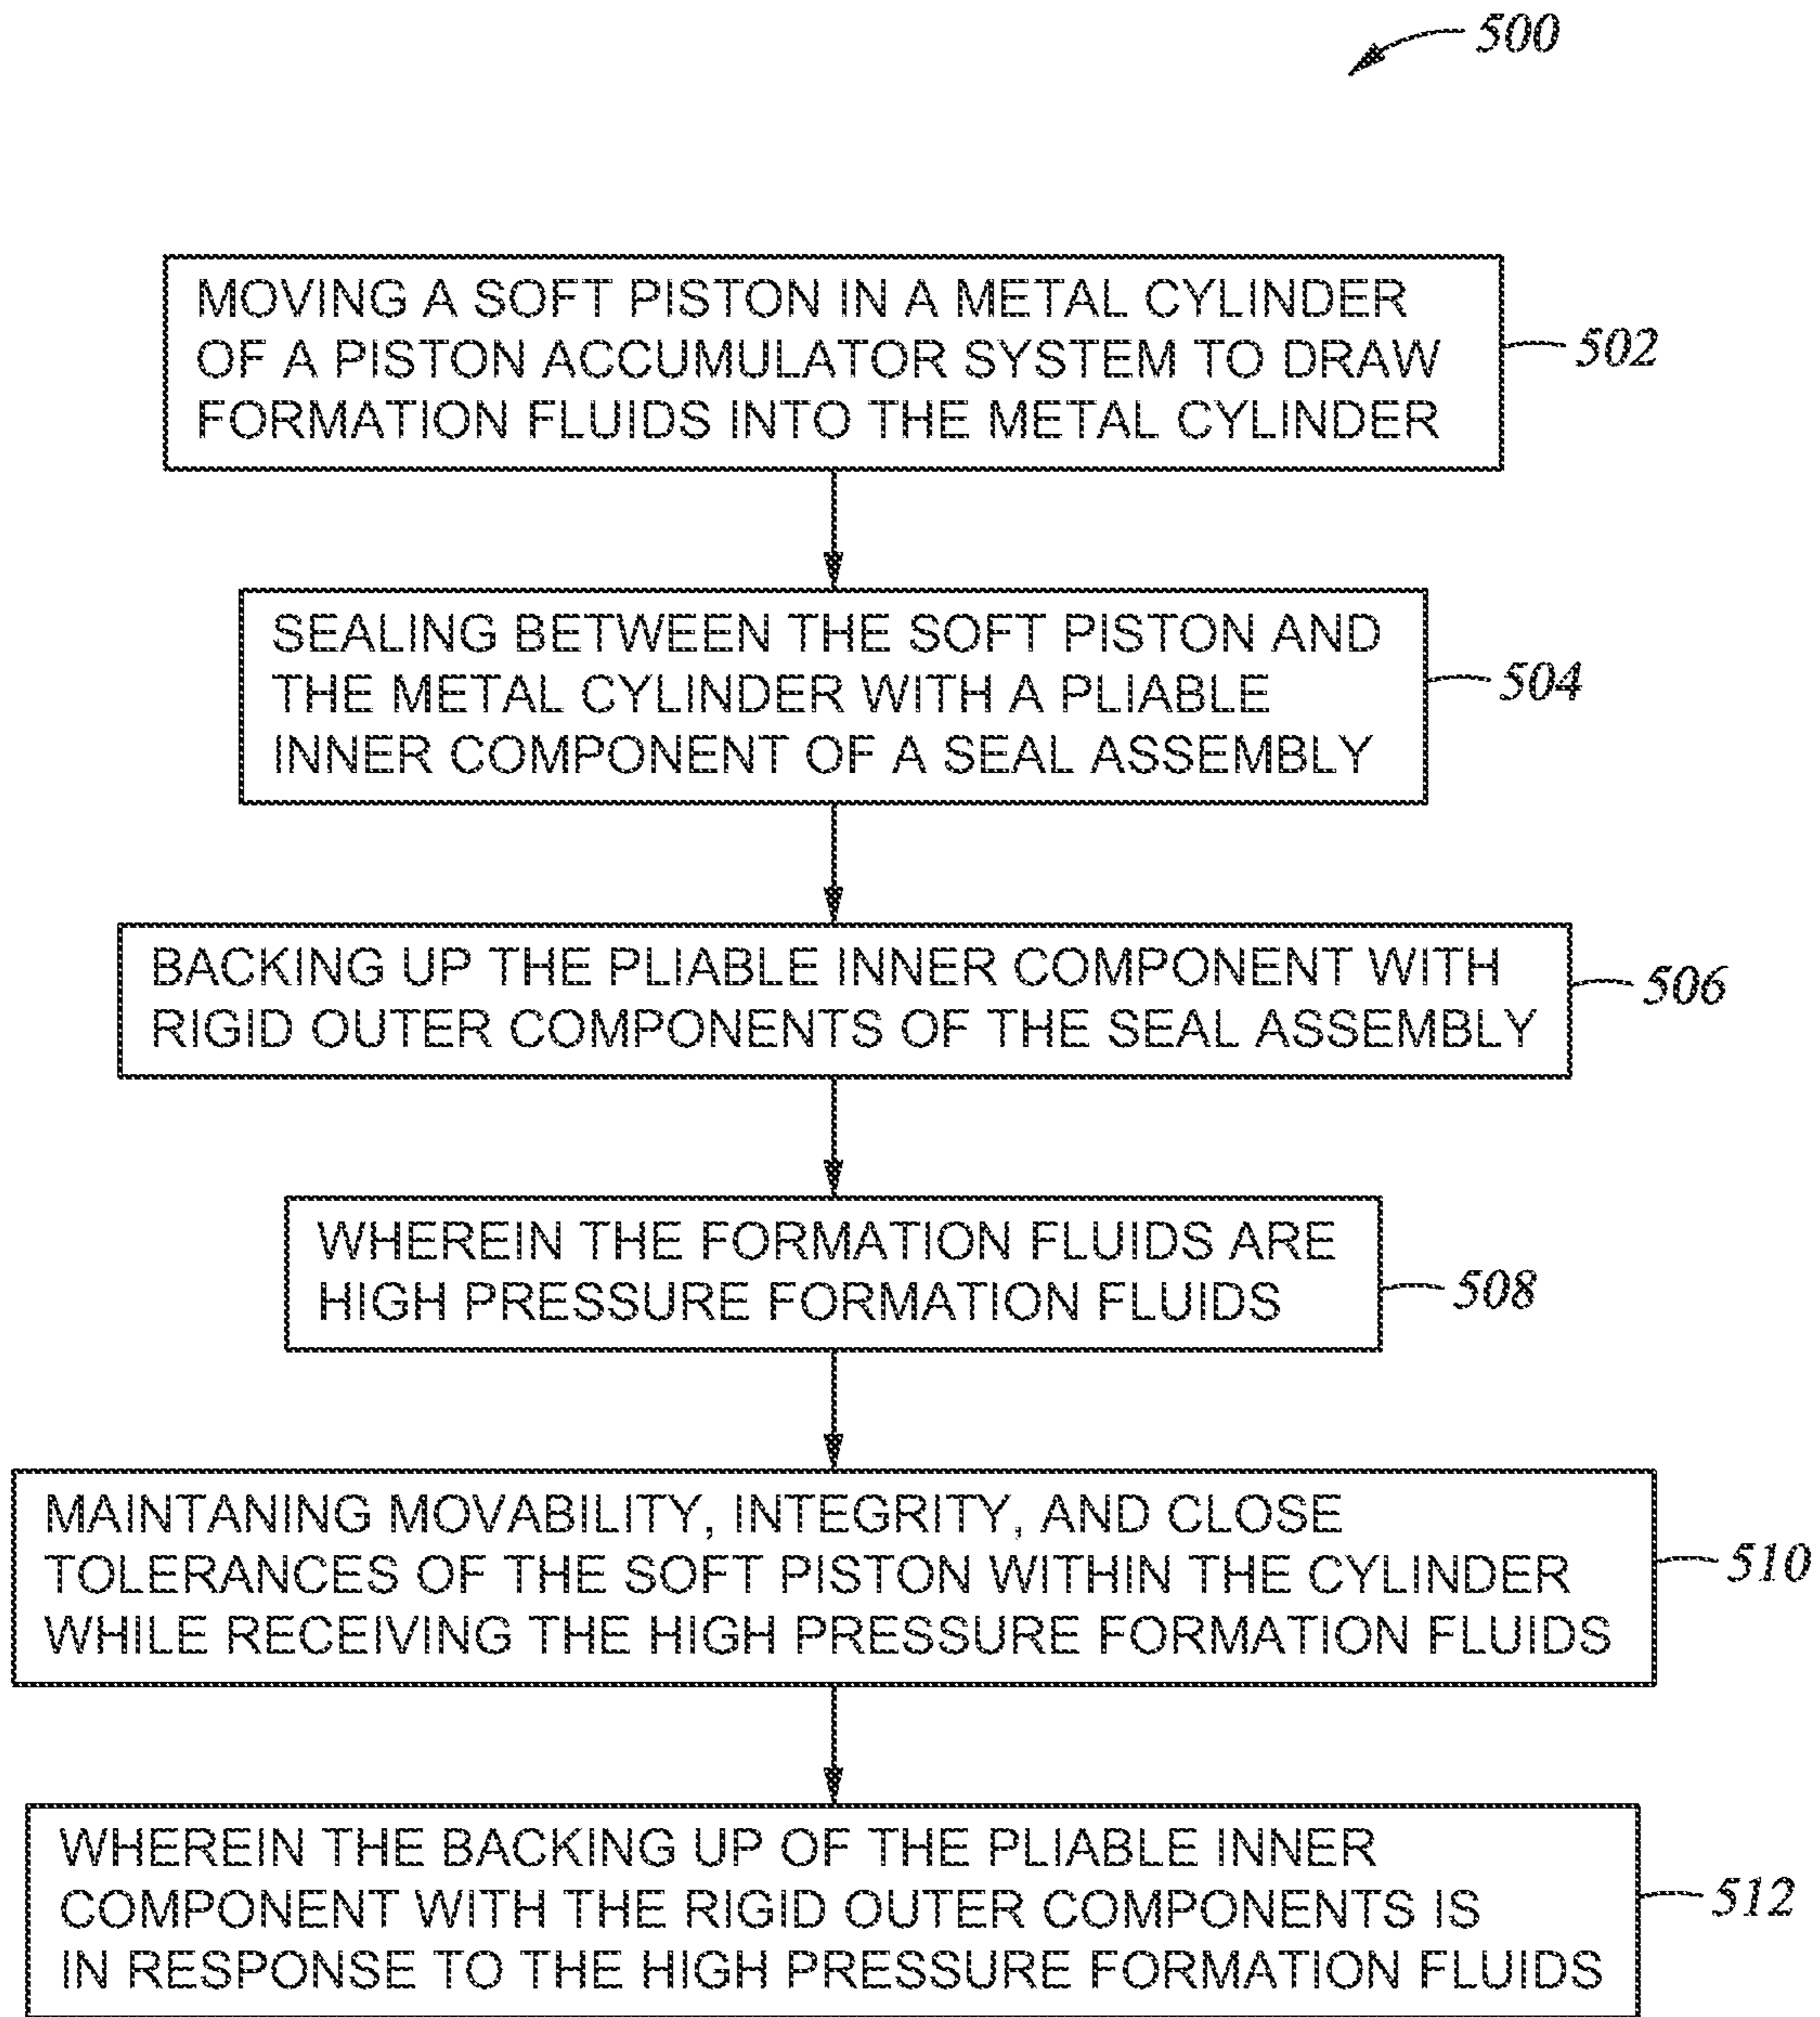 500
MOVING A SOFT PISTON IN A METAL CYLINDER
OF A PISTON ACCUMULATOR SYSTEM TO DRAW
FORMATION FLUIDS INTO THE METAL CYLINDER
502
SEALING BETWEEN THE SOFT PISTON AND
THE METAL CYLINDER WITH A PLIABLE
INNER COMPONENT OF A SEAL ASSEMBLY
504
BACKING UP THE PLIABLE INNER COMPONENT WITH
RIGID OUTER COMPONENTS OF THE SEAL ASSEMBLY
506
WHEREIN THE FORMATION FLUIDS ARE
HIGH PRESSURE FORMATION FLUIDS
508
MAINTANING MOVABILITY, INTEGRITY, AND CLOSE
TOLERANCES OF THE SOFT PISTON WITHIN THE CYLINDER
WHILE RECEIVING THE HIGH PRESSURE FORMATION FLUIDS
510
WHEREIN THE BACKING UP OF THE PLIABLE INNER
COMPONENT WITH THE RIGID OUTER COMPONENTS IS
IN RESPONSE TO THE HIGH PRESSURE FORMATION FLUIDS
512